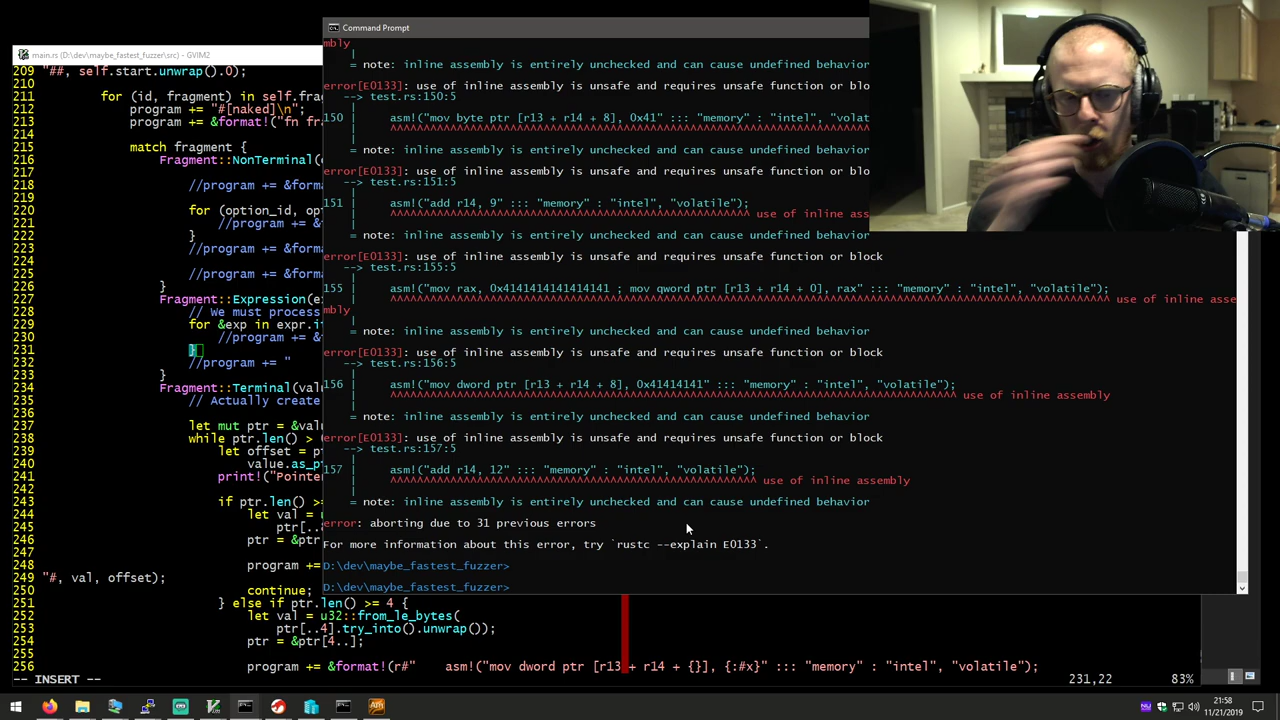 Command Prompt
mbly
|
= note: inline assembly is entirely unchecked and can cause undefined behavior
error[E0133]: use of inline assembly is unsafe and requires unsafe function or bloc
--> test.rs:150:5
|
150 | asm!("mov byte ptr [r13 + r14 + 8], 0x41" ::: "memory" : "intel", "volat
| ^^^^^^^^^^^^^^^^^^^^^^^^^^^^^^^^^^^^^^^^^^^^^^^^^^^^^^^^^^^^^^^^^^^^^^^^
= note: inline assembly is entirely unchecked and can cause undefined behavior
error[E0133]: use of inline assembly is unsafe and requires unsafe function or bloc
--> test.rs:151:5
|
151 | asm!("add r14, 9" ::: "memory" : "intel", "volatile");
| ^^^^^^^^^^^^^^^^^^^^^^^^^^^^^^^^^^^^^^^^^^^^^^^^^^^^^^ use of inline ass
= note: inline assembly is entirely unchecked and can cause undefined behavior
error[E0133]: use of inline assembly is unsafe and requires unsafe function or block
--> test.rs:155:5
|
155 | asm!("mov rax, 0x4141414141414141 ; mov qword ptr [r13 + r14 + 0], rax" ::: "memory" : "intel", "volatile");
| ^^^^^^^^^^^^^^^^^^^^^^^^^^^^^^^^^^^^^^^^^^^^^^^^^^^^^^^^^^^^^^^^^^^^^^^^^^^^^^^^^^^^^^^^^^^^^^^^^^^^^^^^^^^^ use of inline asse
mbly
|
= note: inline assembly is entirely unchecked and can cause undefined behavior
error[E0133]: use of inline assembly is unsafe and requires unsafe function or block
--> test.rs:156:5
|
156 | asm!("mov dword ptr [r13 + r14 + 8], 0x41414141" ::: "memory" : "intel", "volatile");
| ^^^^^^^^^^^^^^^^^^^^^^^^^^^^^^^^^^^^^^^^^^^^^^^^^^^^^^^^^^^^^^^^^^^^^^^^^^^^^^^^^^^^^ use of inline assembly
= note: inline assembly is entirely unchecked and can cause undefined behavior
error[E0133]: use of inline assembly is unsafe and requires unsafe function or block
--> test.rs:157:5
|
157 | asm!("add r14, 12" ::: "memory" : "intel", "volatile");
| ^^^^^^^^^^^^^^^^^^^^^^^^^^^^^^^^^^^^^^^^^^^^^^^^^^^^^^^ use of inline assembly
= note: inline assembly is entirely unchecked and can cause undefined behavior
error: aborting due to 31 previous errors
For more information about this error, try `rustc --explain E0133`.
D:\dev\maybe_fastest_fuzzer>
D:\dev\maybe_fastest_fuzzer>
main.rs (D:\dev\maybe_fastest_fuzzer\src) - GVIM2
209 "##, self.start.unwrap().0);
210
211 for (id, fragment) in self.frag
212 program += "#[naked]\n";
213 program += &format!("fn fra
214
215 match fragment {
216 Fragment::NonTerminal(
217
218 //program += &forma
219
220 for (option_id, opt
221 //program += &
222 }
223 //program += &forma
224
225 //program += &forma
226 }
227 Fragment::Expression(e
228 // We must process
229 for &exp in expr.i
230 //program += &
231 }
232 //program += "
233 }
234 Fragment::Terminal(valu
235 // Actually create
236
237 let mut ptr = &valu
238 while ptr.len() >
239 let offset = pt
240 value.as_pt
241 print!("Pointe
242
243 if ptr.len() >=
244 let val = u
245 ptr[..
246 ptr = &pt
247
248 program +=
249 "#, val, offset);
250 continue;
251 } else if ptr.len() >= 4 {
252 let val = u32::from_le_bytes(
253 ptr[..4].try_into().unwrap());
254 ptr = &ptr[4..];
255
256 program += &format!(r#" asm!("mov dword ptr [r13 + r14 + {}], {:#x}" ::: "memory" : "intel", "volatile");
-- INSERT -- 231,22 83%
21:58
11/21/2019